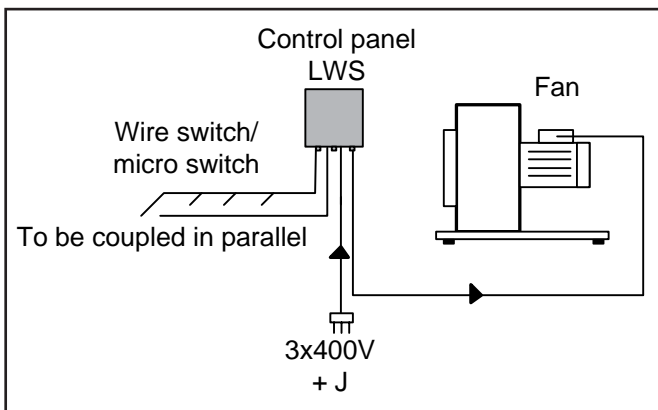 Control panel
LWS
Fan
Wire switch/
micro switch
To be coupled in parallel
3x400V
+ J